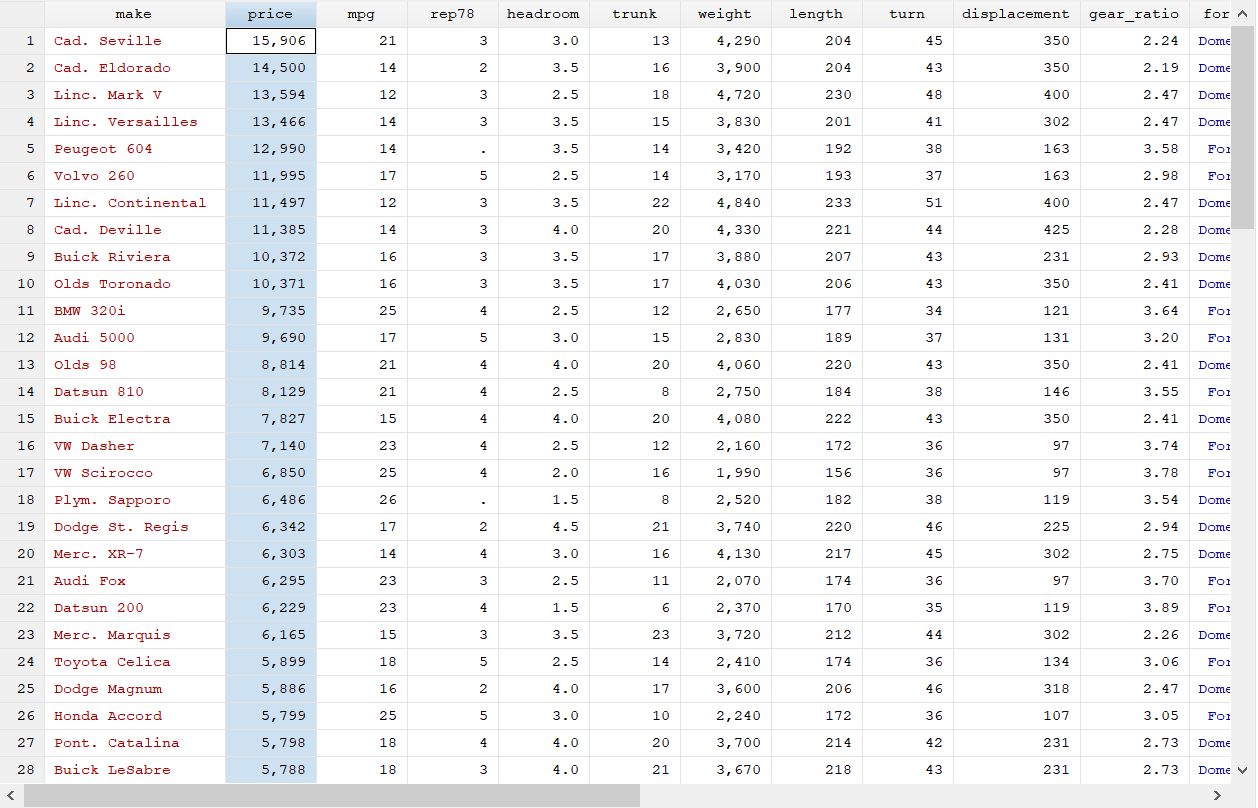 make price mpg rep78 headroom trunk weight length turn displacement gear_ratio for
1 Cad. Seville 15,906 21 3 3.0 13 4,290 204 45 350 2.24 Dome
2 Cad. Eldorado 14,500 14 2 3.5 16 3,900 204 43 350 2.19 Dome
3 Linc. Mark V 13,594 12 3 2.5 18 4,720 230 48 400 2.47 Dome
4 Linc. Versailles 13,466 14 3 3.5 15 3,830 201 41 302 2.47 Dome
5 Peugeot 604 12,990 14 . 3.5 14 3,420 192 38 163 3.58 For
6 Volvo 260 11,995 17 5 2.5 14 3,170 193 37 163 2.98 For
7 Linc. Continental 11,497 12 3 3.5 22 4,840 233 51 400 2.47 Dome
8 Cad. Deville 11,385 14 3 4.0 20 4,330 221 44 425 2.28 Dome
9 Buick Riviera 10,372 16 3 3.5 17 3,880 207 43 231 2.93 Dome
10 Olds Toronado 10,371 16 3 3.5 17 4,030 206 43 350 2.41 Dome
11 BMW 320i 9,735 25 4 2.5 12 2,650 177 34 121 3.64 For
12 Audi 5000 9,690 17 5 3.0 15 2,830 189 37 131 3.20 For
13 Olds 98 8,814 21 4 4.0 20 4,060 220 43 350 2.41 Dome
14 Datsun 810 8,129 21 4 2.5 8 2,750 184 38 146 3.55 For
15 Buick Electra 7,827 15 4 4.0 20 4,080 222 43 350 2.41 Dome
16 VW Dasher 7,140 23 4 2.5 12 2,160 172 36 97 3.74 For
17 VW Scirocco 6,850 25 4 2.0 16 1,990 156 36 97 3.78 For
18 Plym. Sapporo 6,486 26 . 1.5 8 2,520 182 38 119 3.54 Dome
19 Dodge St. Regis 6,342 17 2 4.5 21 3,740 220 46 225 2.94 Dome
20 Merc. XR-7 6,303 14 4 3.0 16 4,130 217 45 302 2.75 Dome
21 Audi Fox 6,295 23 3 2.5 11 2,070 174 36 97 3.70 For
22 Datsun 200 6,229 23 4 1.5 6 2,370 170 35 119 3.89 For
23 Merc. Marquis 6,165 15 3 3.5 23 3,720 212 44 302 2.26 Dome
24 Toyota Celica 5,899 18 5 2.5 14 2,410 174 36 134 3.06 For
25 Dodge Magnum 5,886 16 2 4.0 17 3,600 206 46 318 2.47 Dome
26 Honda Accord 5,799 25 5 3.0 10 2,240 172 36 107 3.05 For
27 Pont. Catalina 5,798 18 4 4.0 20 3,700 214 42 231 2.73 Dome
28 Buick LeSabre 5,788 18 3 4.0 21 3,670 218 43 231 2.73 Dome